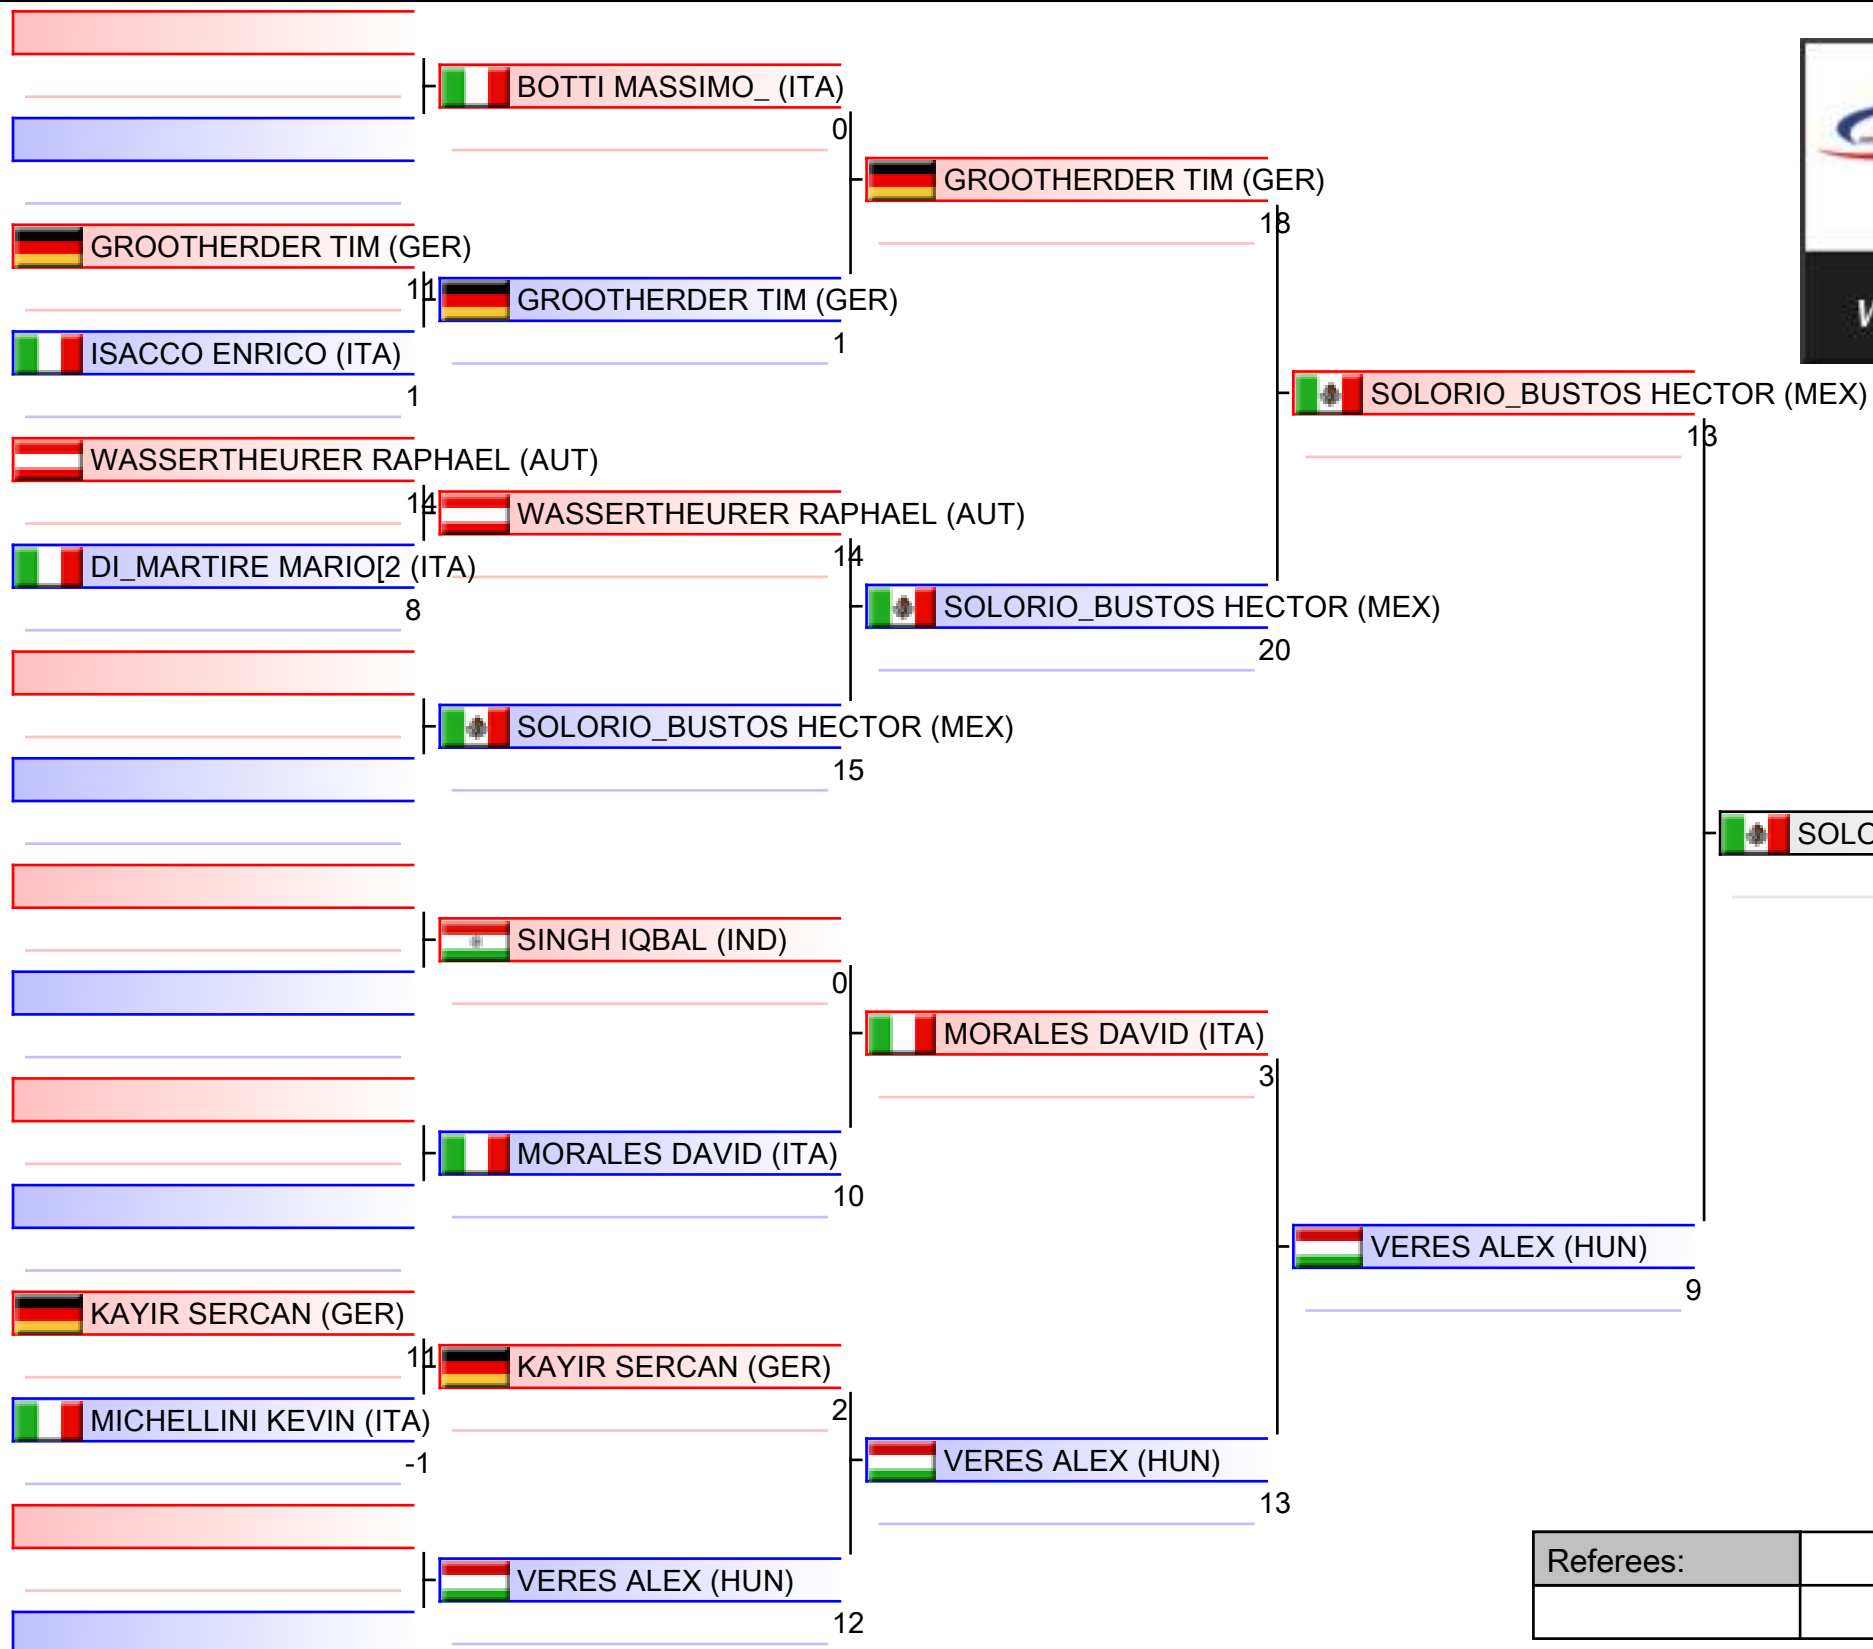 BOTTI MASSIMO_ (ITA)
0
GROOTHERDER TIM (GER)
18
GROOTHERDER TIM (GER)
11
GROOTHERDER TIM (GER)
1
ISACCO ENRICO (ITA)
1
SOLORIO_BUSTOS HECTOR (MEX)
13
WASSERTHEURER RAPHAEL (AUT)
14
WASSERTHEURER RAPHAEL (AUT)
14
DI_MARTIRE MARIO[2 (ITA)
8
SOLORIO_BUSTOS HECTOR (MEX)
20
SOLORIO_BUSTOS HECTOR (MEX)
15
SINGH IQBAL (IND)
0
MORALES DAVID (ITA)
3
MORALES DAVID (ITA)
10
VERES ALEX (HUN)
9
KAYIR SERCAN (GER)
11
KAYIR SERCAN (GER)
2
MICHELLINI KEVIN (ITA)
-1
VERES ALEX (HUN)
13
VERES ALEX (HUN)
12
Referees: